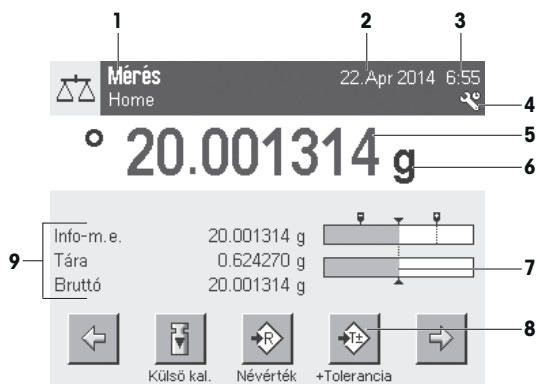 1 2 3
Mérés 22.Apr 2014 6:55
Home
4
20.001314 g
5
6
Info-m.e. 20.001314 g
9 Tára 0.624270 g
7
Bruttó 20.001314 g
R T± 8
Külső kal. Névérték +Tolerancia